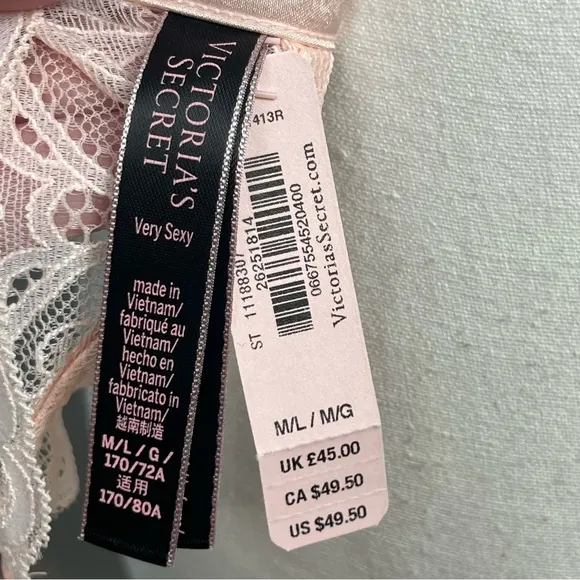 VICTORIA'S
SECRET
Very Sexy
made in
Vietnam/
fabriqué au
Vietnam/
hecho en
Vietnam/
fabbricato in
Vietnam/
越南制造
M/L / G /
170/72A
适用
170/80A
413R
ST 11188307
26251814
0667554520400
VictoriasSecret.com
M/L / M/G
UK £45.00
CA $49.50
US $49.50